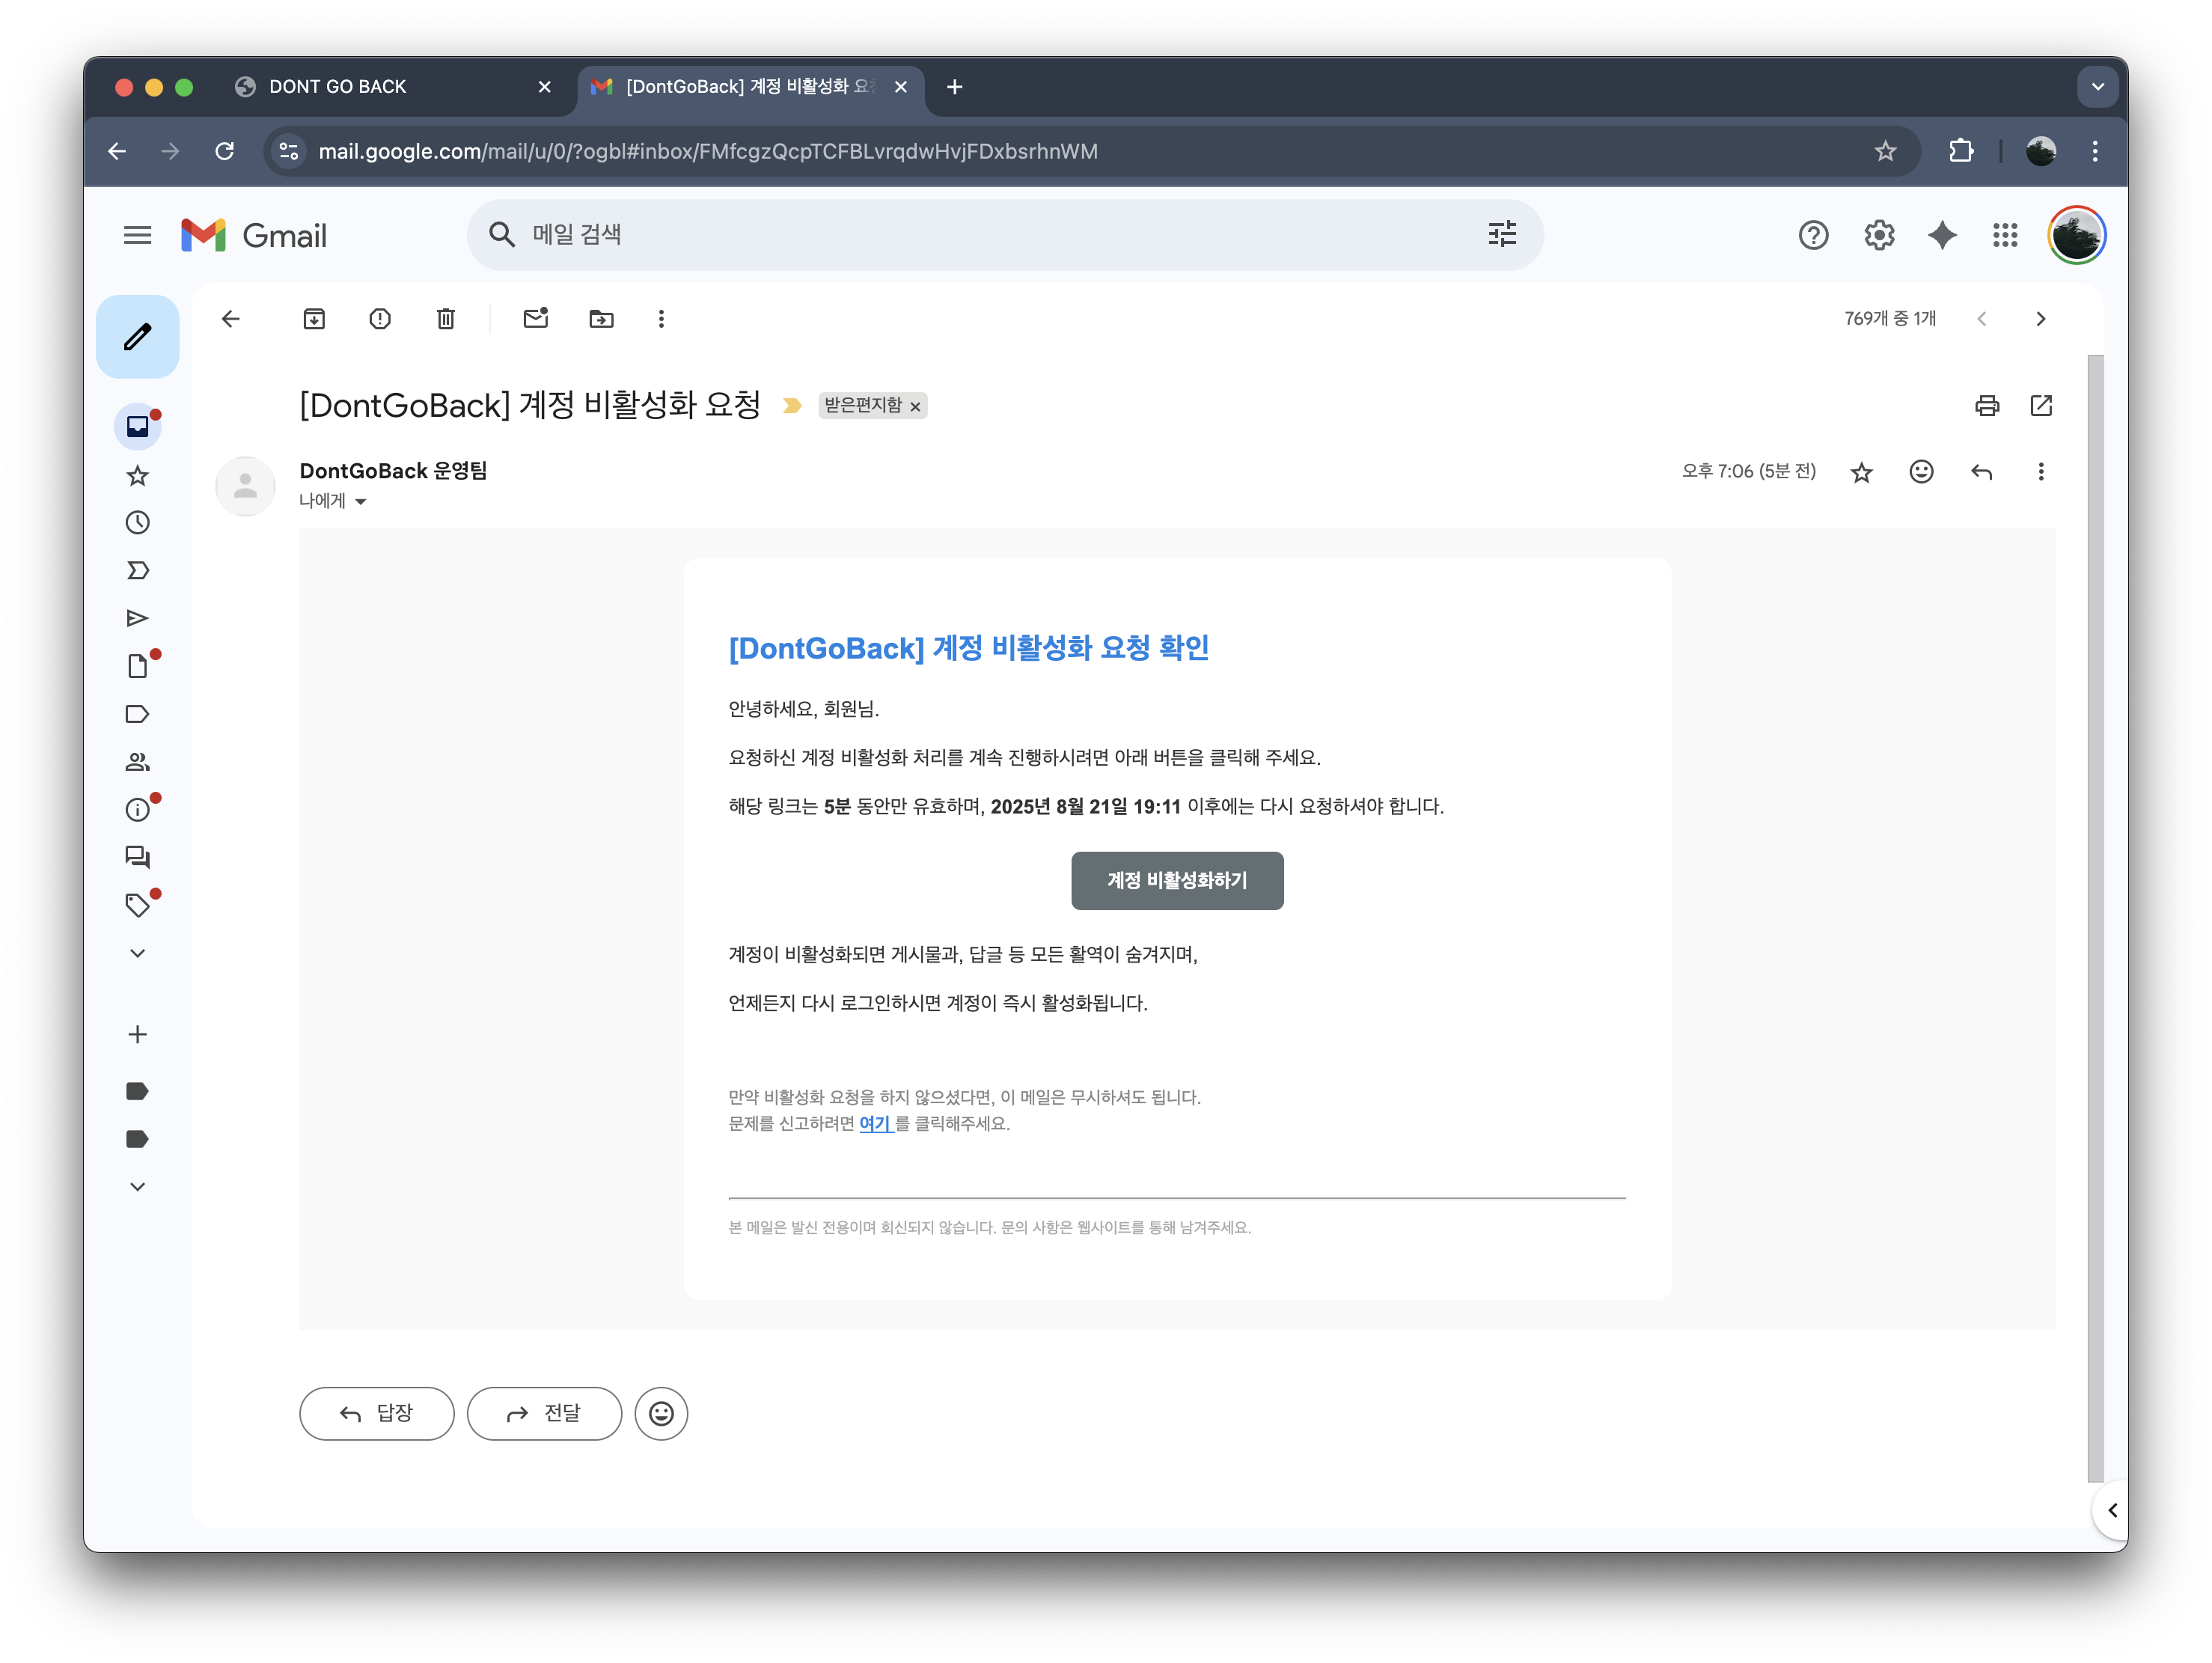 DONT GO BACK
[DontGoBack] 계정 비활성화 요
mail.google.com/mail/u/0/?ogbl#inbox/FMfcgzQcpTCFBLvrqdwHvjFDxbsrhnWM
Gmail
메일 검색
769개 중 1개
[DontGoBack] 계정 비활성화 요청
받은편지함
DontGoBack 운영팀
오후 7:06 (5분 전)
나에게
[DontGoBack] 계정 비활성화 요청 확인
안녕하세요, 회원님.
요청하신 계정 비활성화 처리를 계속 진행하시려면 아래 버튼을 클릭해 주세요.
해당 링크는 5분 동안만 유효하며, 2025년 8월 21일 19:11 이후에는 다시 요청하셔야 합니다.
계정 비활성화하기
계정이 비활성화되면 게시물과, 답글 등 모든 활역이 숨겨지며,
언제든지 다시 로그인하시면 계정이 즉시 활성화됩니다.
만약 비활성화 요청을 하지 않으셨다면, 이 메일은 무시하셔도 됩니다.
문제를 신고하려면 여기 를 클릭해주세요.
본 메일은 발신 전용이며 회신되지 않습니다. 문의 사항은 웹사이트를 통해 남겨주세요.
답장
전달